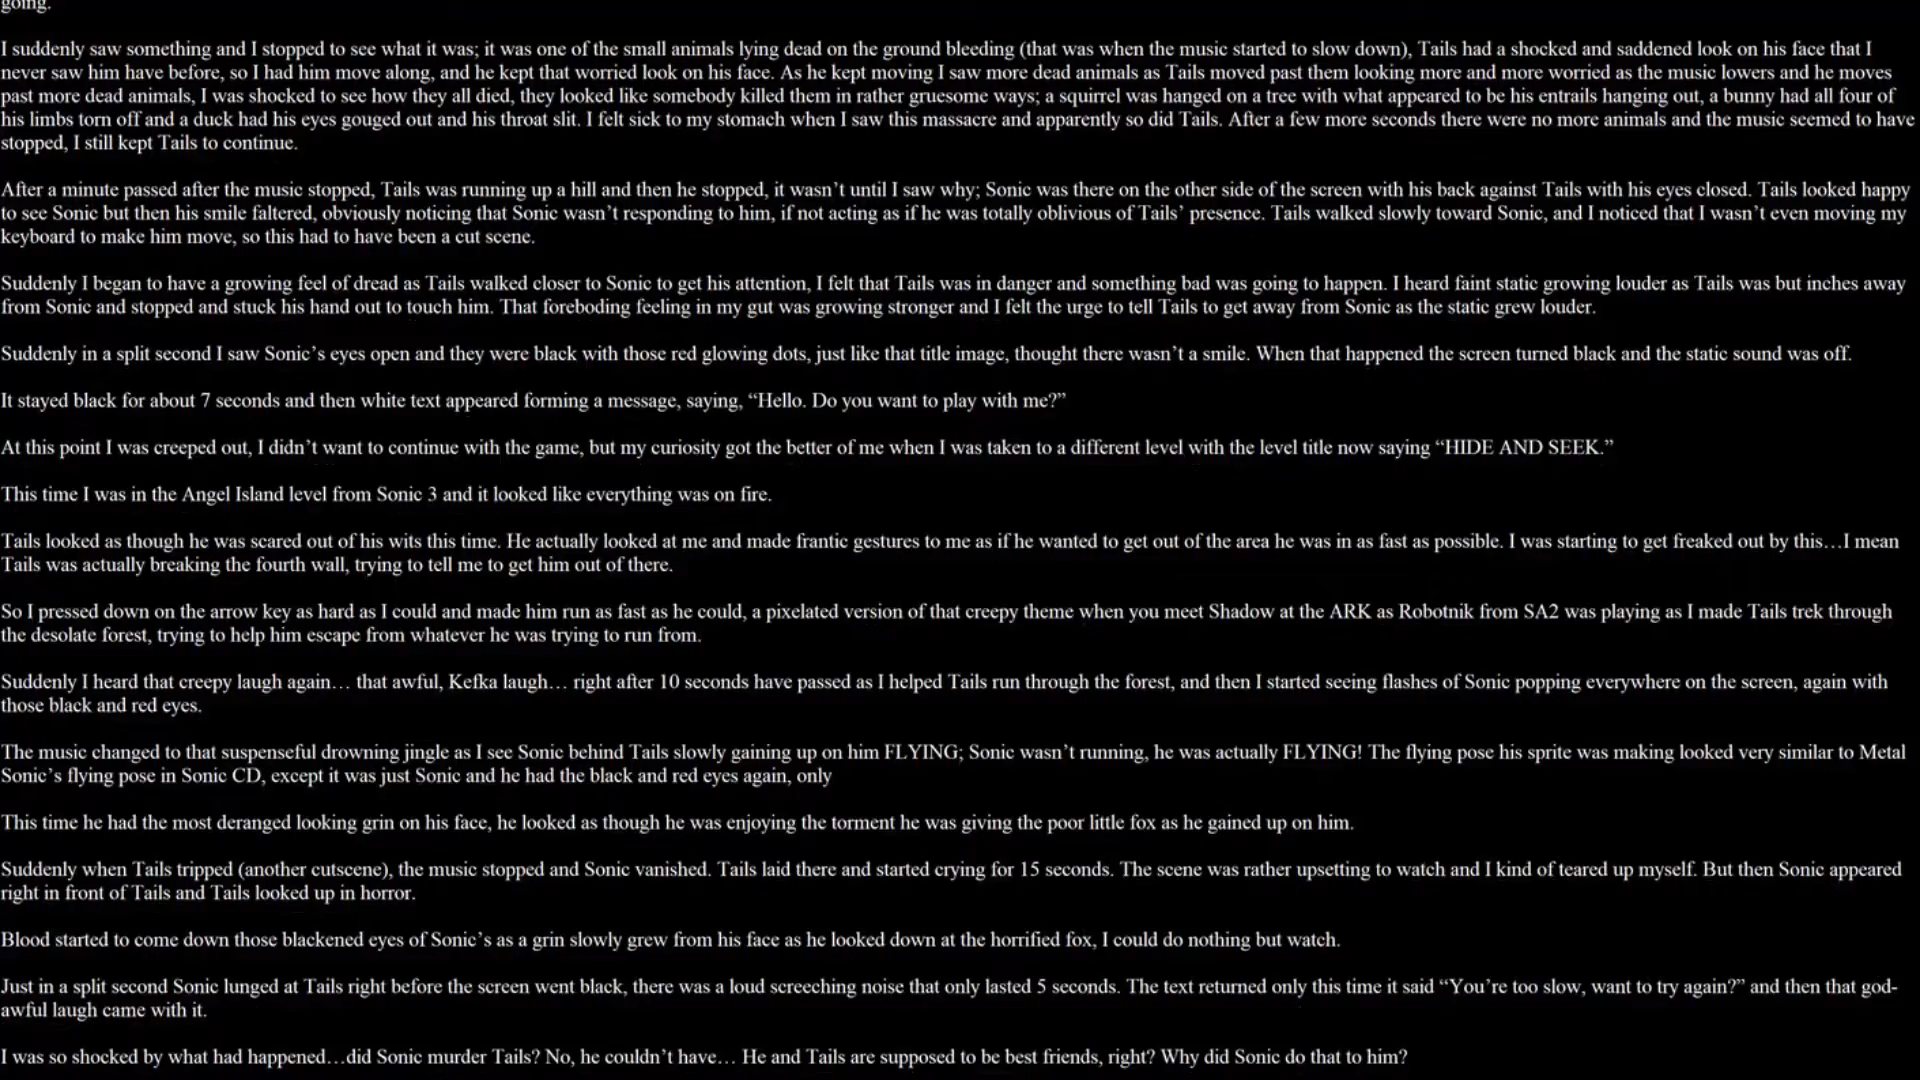 going.
I suddenly saw something and I stopped to see what it was; it was one of the small animals lying dead on the ground bleeding (that was when the music started to slow down), Tails had a shocked and saddened look on his face that I
never saw him have before, so I had him move along, and he kept that worried look on his face. As he kept moving I saw more dead animals as Tails moved past them looking more and more worried as the music lowers and he moves
past more dead animals, I was shocked to see how they all died, they looked like somebody killed them in rather gruesome ways; a squirrel was hanged on a tree with what appeared to be his entrails hanging out, a bunny had all four of
his limbs torn off and a duck had his eyes gouged out and his throat slit. I felt sick to my stomach when I saw this massacre and apparently so did Tails. After a few more seconds there were no more animals and the music seemed to have
stopped, I still kept Tails to continue.
After a minute passed after the music stopped, Tails was running up a hill and then he stopped, it wasn’t until I saw why; Sonic was there on the other side of the screen with his back against Tails with his eyes closed. Tails looked happy
to see Sonic but then his smile faltered, obviously noticing that Sonic wasn’t responding to him, if not acting as if he was totally oblivious of Tails’ presence. Tails walked slowly toward Sonic, and I noticed that I wasn’t even moving my
keyboard to make him move, so this had to have been a cut scene.
Suddenly I began to have a growing feel of dread as Tails walked closer to Sonic to get his attention, I felt that Tails was in danger and something bad was going to happen. I heard faint static growing louder as Tails was but inches away
from Sonic and stopped and stuck his hand out to touch him. That foreboding feeling in my gut was growing stronger and I felt the urge to tell Tails to get away from Sonic as the static grew louder.
Suddenly in a split second I saw Sonic’s eyes open and they were black with those red glowing dots, just like that title image, thought there wasn’t a smile. When that happened the screen turned black and the static sound was off.
It stayed black for about 7 seconds and then white text appeared forming a message, saying, “Hello. Do you want to play with me?”
At this point I was creeped out, I didn’t want to continue with the game, but my curiosity got the better of me when I was taken to a different level with the level title now saying “HIDE AND SEEK.”
This time I was in the Angel Island level from Sonic 3 and it looked like everything was on fire.
Tails looked as though he was scared out of his wits this time. He actually looked at me and made frantic gestures to me as if he wanted to get out of the area he was in as fast as possible. I was starting to get freaked out by this…I mean
Tails was actually breaking the fourth wall, trying to tell me to get him out of there.
So I pressed down on the arrow key as hard as I could and made him run as fast as he could, a pixelated version of that creepy theme when you meet Shadow at the ARK as Robotnik from SA2 was playing as I made Tails trek through
the desolate forest, trying to help him escape from whatever he was trying to run from.
Suddenly I heard that creepy laugh again… that awful, Kefka laugh… right after 10 seconds have passed as I helped Tails run through the forest, and then I started seeing flashes of Sonic popping everywhere on the screen, again with
those black and red eyes.
The music changed to that suspenseful drowning jingle as I see Sonic behind Tails slowly gaining up on him FLYING; Sonic wasn’t running, he was actually FLYING! The flying pose his sprite was making looked very similar to Metal
Sonic’s flying pose in Sonic CD, except it was just Sonic and he had the black and red eyes again, only
This time he had the most deranged looking grin on his face, he looked as though he was enjoying the torment he was giving the poor little fox as he gained up on him.
Suddenly when Tails tripped (another cutscene), the music stopped and Sonic vanished. Tails laid there and started crying for 15 seconds. The scene was rather upsetting to watch and I kind of teared up myself. But then Sonic appeared
right in front of Tails and Tails looked up in horror.
Blood started to come down those blackened eyes of Sonic’s as a grin slowly grew from his face as he looked down at the horrified fox, I could do nothing but watch.
Just in a split second Sonic lunged at Tails right before the screen went black, there was a loud screeching noise that only lasted 5 seconds. The text returned only this time it said “You’re too slow, want to try again?” and then that god-
awful laugh came with it.
I was so shocked by what had happened…did Sonic murder Tails? No, he couldn’t have… He and Tails are supposed to be best friends, right? Why did Sonic do that to him?